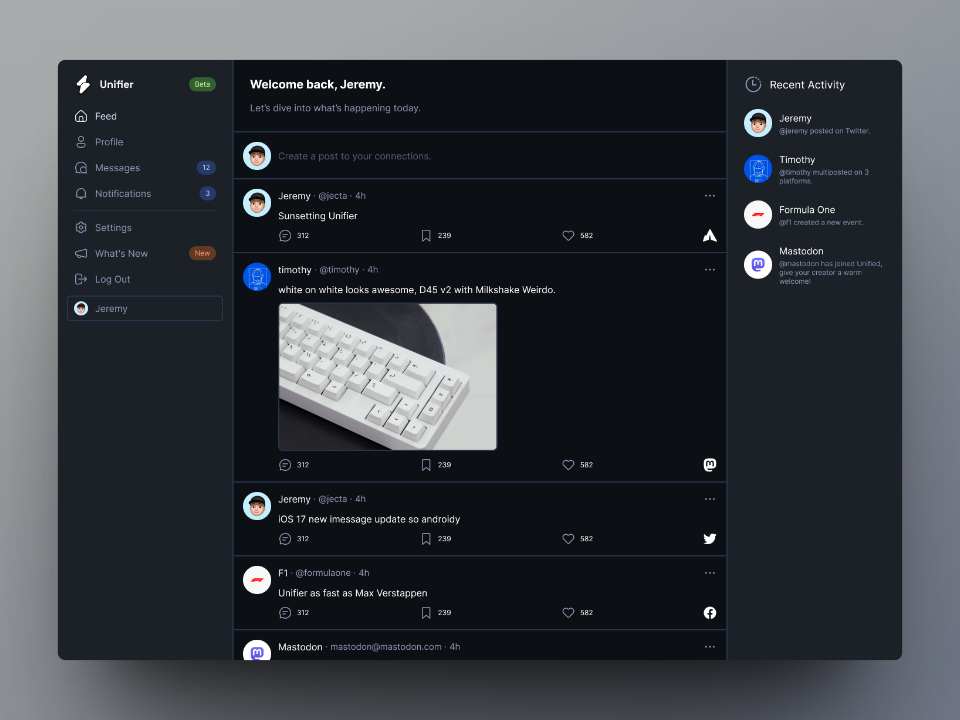 Unifier
Beta
Feed
Profile
Messages
12
Notifications
3
Settings
What's New
New
Log Out
Jeremy
Welcome back, Jeremy.
Let's dive into what's happening today.
Create a post to your connections.
Jeremy · @jecta · 4h
Sunsetting Unifier
312 239 582
timothy · @timothy · 4h
white on white looks awesome, D45 v2 with Milkshake Weirdo.
312 239 582
Jeremy · @jecta · 4h
iOS 17 new imessage update so androidy
312 239 582
F1 · @formulaone · 4h
Unifier as fast as Max Verstappen
312 239 582
Mastodon · mastodon@mastodon.com · 4h
Recent Activity
Jeremy
@jeremy posted on Twitter.
Timothy
@timothy multiposted on 3
platforms.
Formula One
@f1 created a new event.
Mastodon
@mastodon has joined Unified,
give your creator a warm
welcome!